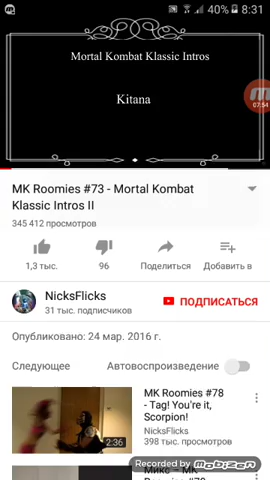 40% 8:31
Mortal Kombat Klassic Intros
Kitana
07:54
MK Roomies #73 - Mortal Kombat
Klassic Intros II
345 412 просмотров
1,3 тыс.
96
Поделиться
Добавить в
NicksFlicks
31 тыс. подписчиков
ПОДПИСАТЬСЯ
Опубликовано: 24 мар. 2016 г.
Следующее
Автовоспроизведение
2:36
MK Roomies #78
- Tag! You're it,
Scorpion!
NicksFlicks
398 тыс. просмотров
Микс – MK
Recorded by Mobizen